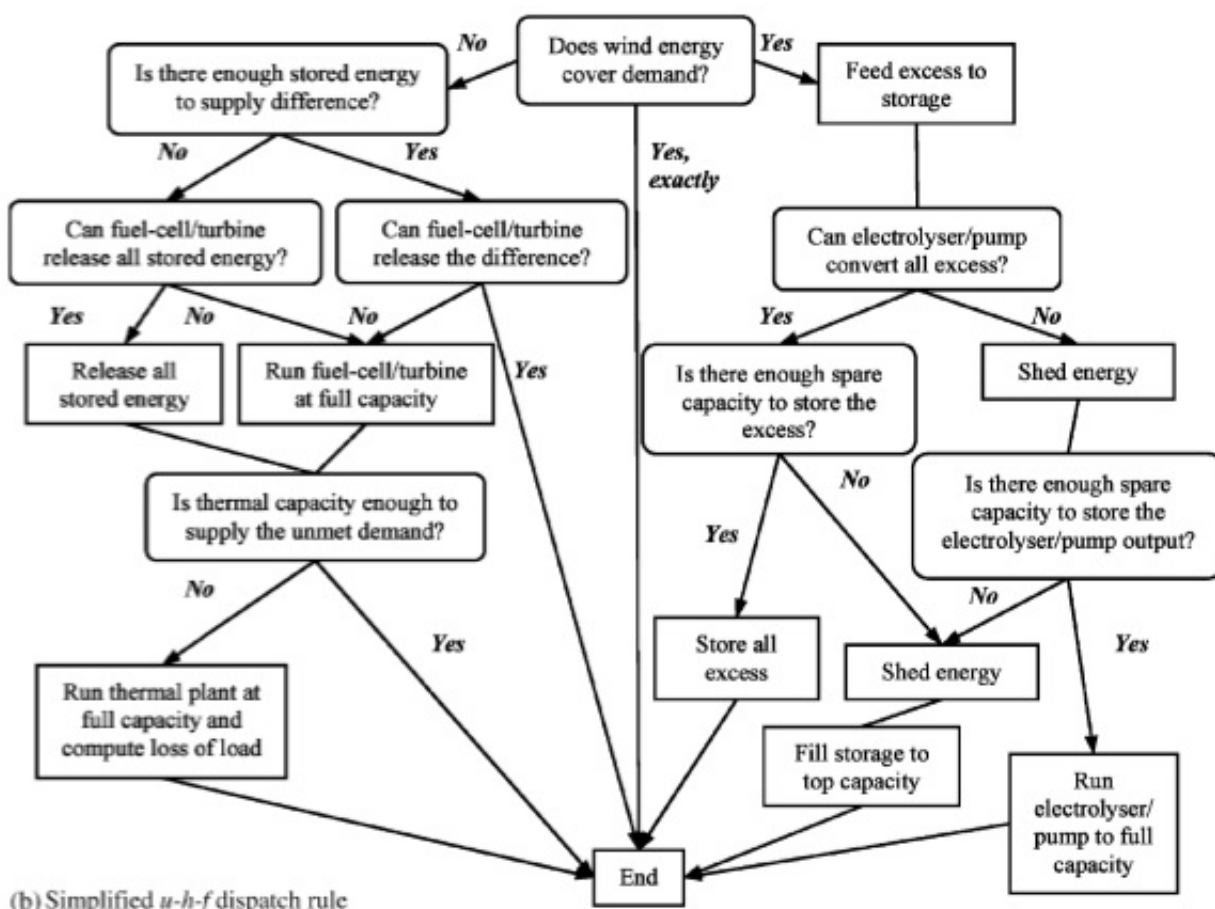 No
Does wind energy
cover demand?
Yes
Is there enough stored energy
to supply difference?
Feed excess to
storage
No
Yes
Yes,
exactly
Can fuel-cell/turbine
release all stored energy?
Can fuel-cell/turbine
release the difference?
Can electrolyser/pump
convert all excess?
Yes
No
No
Yes
No
Release all
stored energy
Run fuel-cell/turbine
at full capacity
Yes
Is there enough spare
capacity to store the
excess?
Shed energy
Is thermal capacity enough to
supply the unmet demand?
No
Is there enough spare
capacity to store the
electrolyser/pump output?
Yes
No
Yes
No
Yes
Store all
excess
Shed energy
Run thermal plant at
full capacity and
compute loss of load
Fill storage to
top capacity
Run
electrolyser/
pump to full
capacity
End
(b) Simplified u-h-f dispatch rule